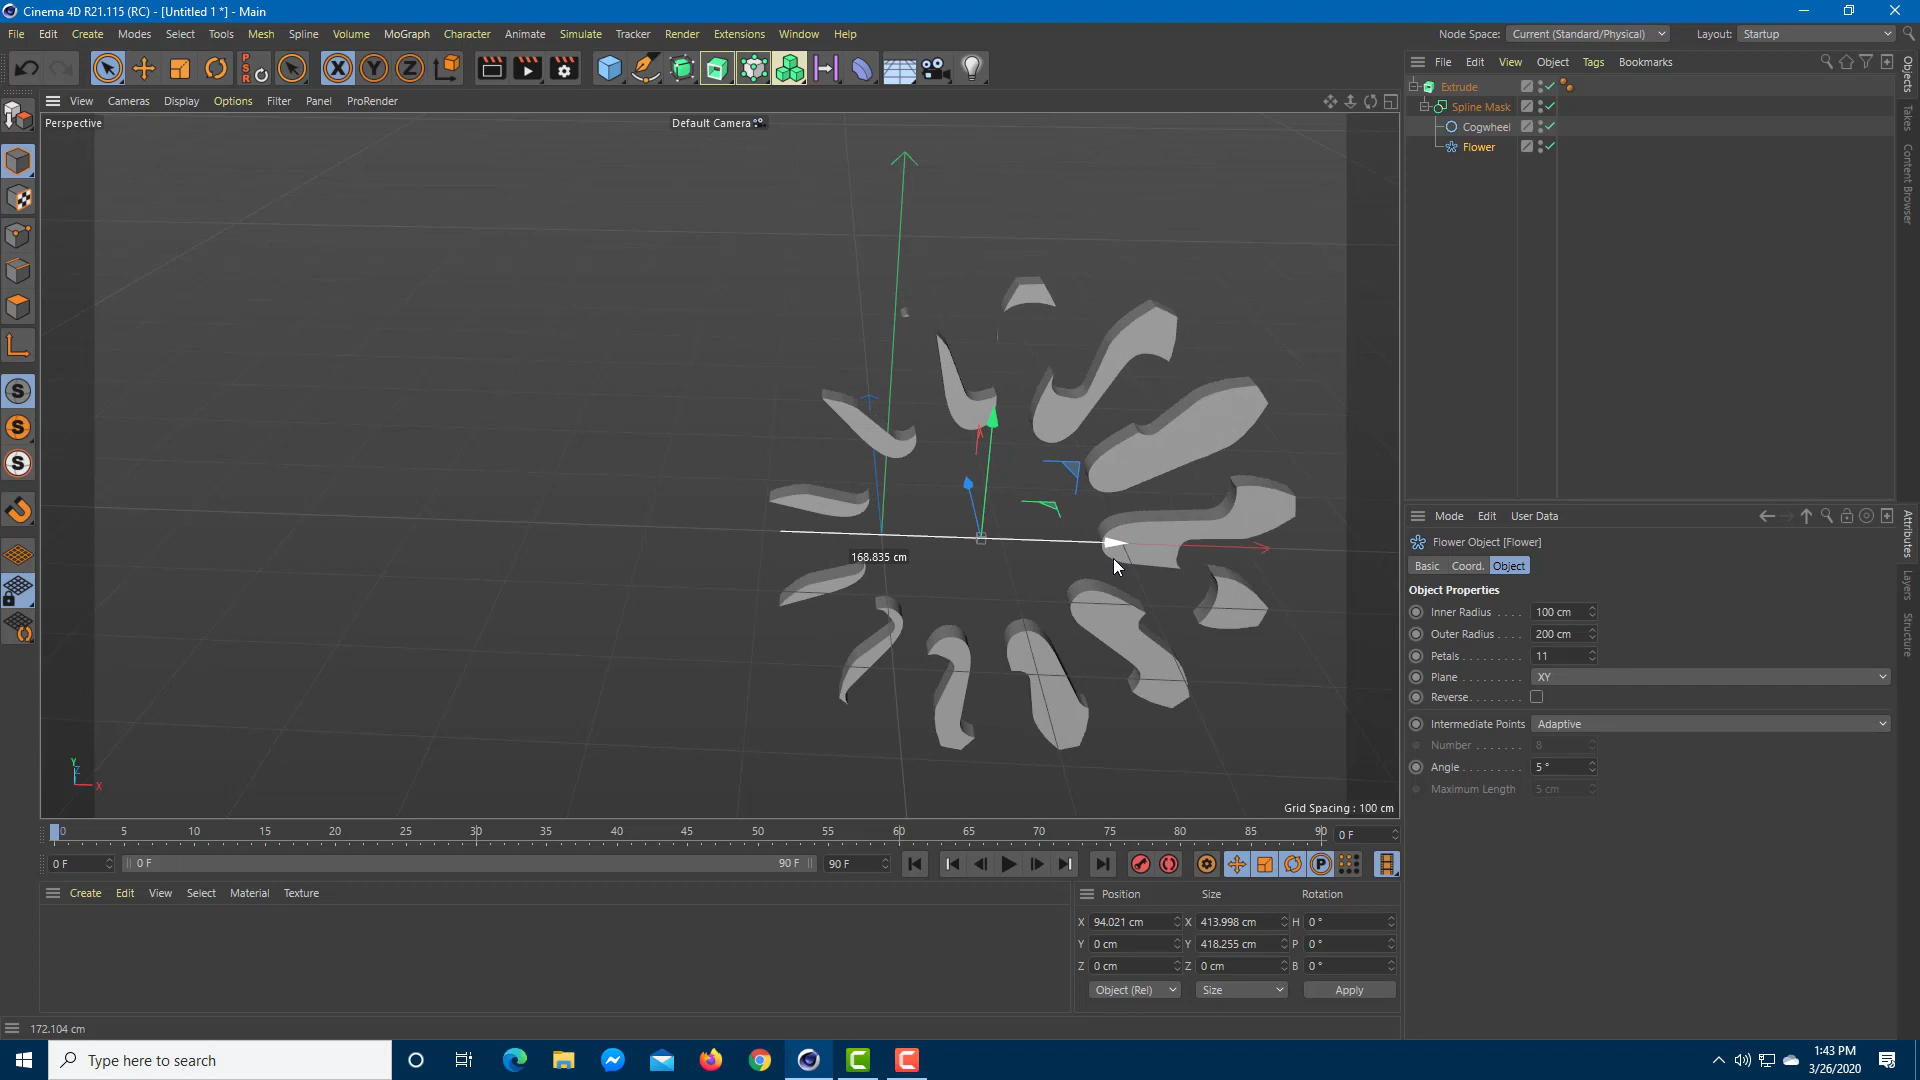 Cinema 4D R21.115 (RC) - [Untitled 1 *] - Main
File Edit Create Modes Select Tools Mesh Spline Volume MoGraph Character Animate Simulate Tracker Render Extensions Window Help Node Space: Current (Standard/Physical) Layout: Startup
View Cameras Display Options Filter Panel ProRender
Perspective
Default Camera
168.835 cm
Y
Z
X
Grid Spacing : 100 cm
File Edit View Object Tags Bookmarks
Extrude
Spline Mask
Cogwheel
Flower
Objects
Takes
Content Browser
Mode Edit User Data
Flower Object [Flower]
Basic Coord. Object
Object Properties
Inner Radius . . . . 100 cm
Outer Radius . . . . 200 cm
Petals . . . . . . . . 11
Plane . . . . . . . . . XY
Reverse. . . . . . . .
Intermediate Points Adaptive
Number . . . . . . . 8
Angle . . . . . . . . . 5 °
Maximum Length 5 cm
Attributes
Layers
Structure
0 5 10 15 20 25 30 35 40 45 50 55 60 65 70 75 80 85 90 0 F
0 F 0 F 90 F 90 F
P
Create Edit View Select Material Texture
Position Size Rotation
X 94.021 cm X 413.998 cm H 0 °
Y 0 cm Y 418.255 cm P 0 °
Z 0 cm Z 0 cm B 0 °
Object (Rel) Size Apply
172.104 cm
Type here to search
1:43 PM
3/26/2020